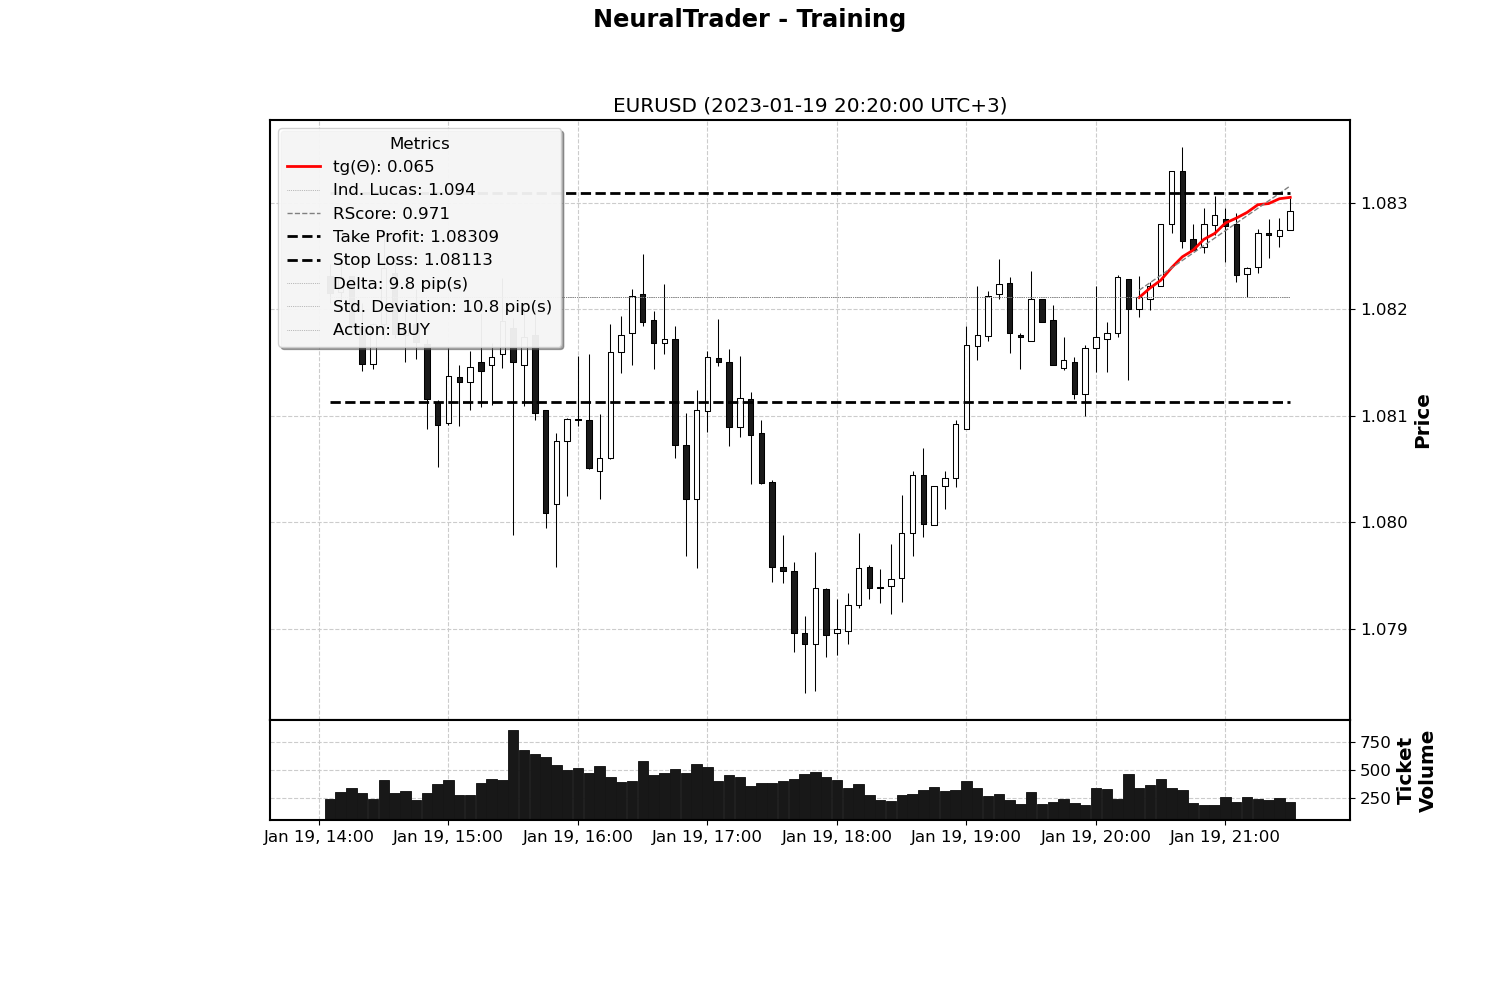 NeuralTrader - Training
EURUSD (2023-01-19 20:20:00 UTC+3)
Metrics
tg(Θ): 0.065
Ind. Lucas: 1.094
RScore: 0.971
Take Profit: 1.08309
Stop Loss: 1.08113
Delta: 9.8 pip(s)
Std. Deviation: 10.8 pip(s)
Action: BUY
1.083
1.082
1.081
1.080
1.079
Price
750
500
250
Ticket
Volume
Jan 19, 14:00
Jan 19, 15:00
Jan 19, 16:00
Jan 19, 17:00
Jan 19, 18:00
Jan 19, 19:00
Jan 19, 20:00
Jan 19, 21:00